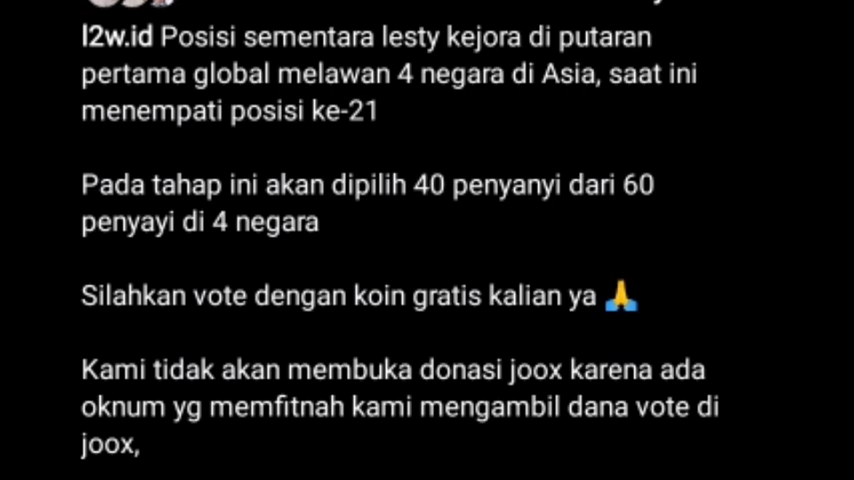 l2w.id Posisi sementara lesty kejora di putaran
pertama global melawan 4 negara di Asia, saat ini
menempati posisi ke-21
Pada tahap ini akan dipilih 40 penyanyi dari 60
penyayi di 4 negara
Silahkan vote dengan koin gratis kalian ya 🙏
Kami tidak akan membuka donasi joox karena ada
oknum yg memfitnah kami mengambil dana vote di
joox,